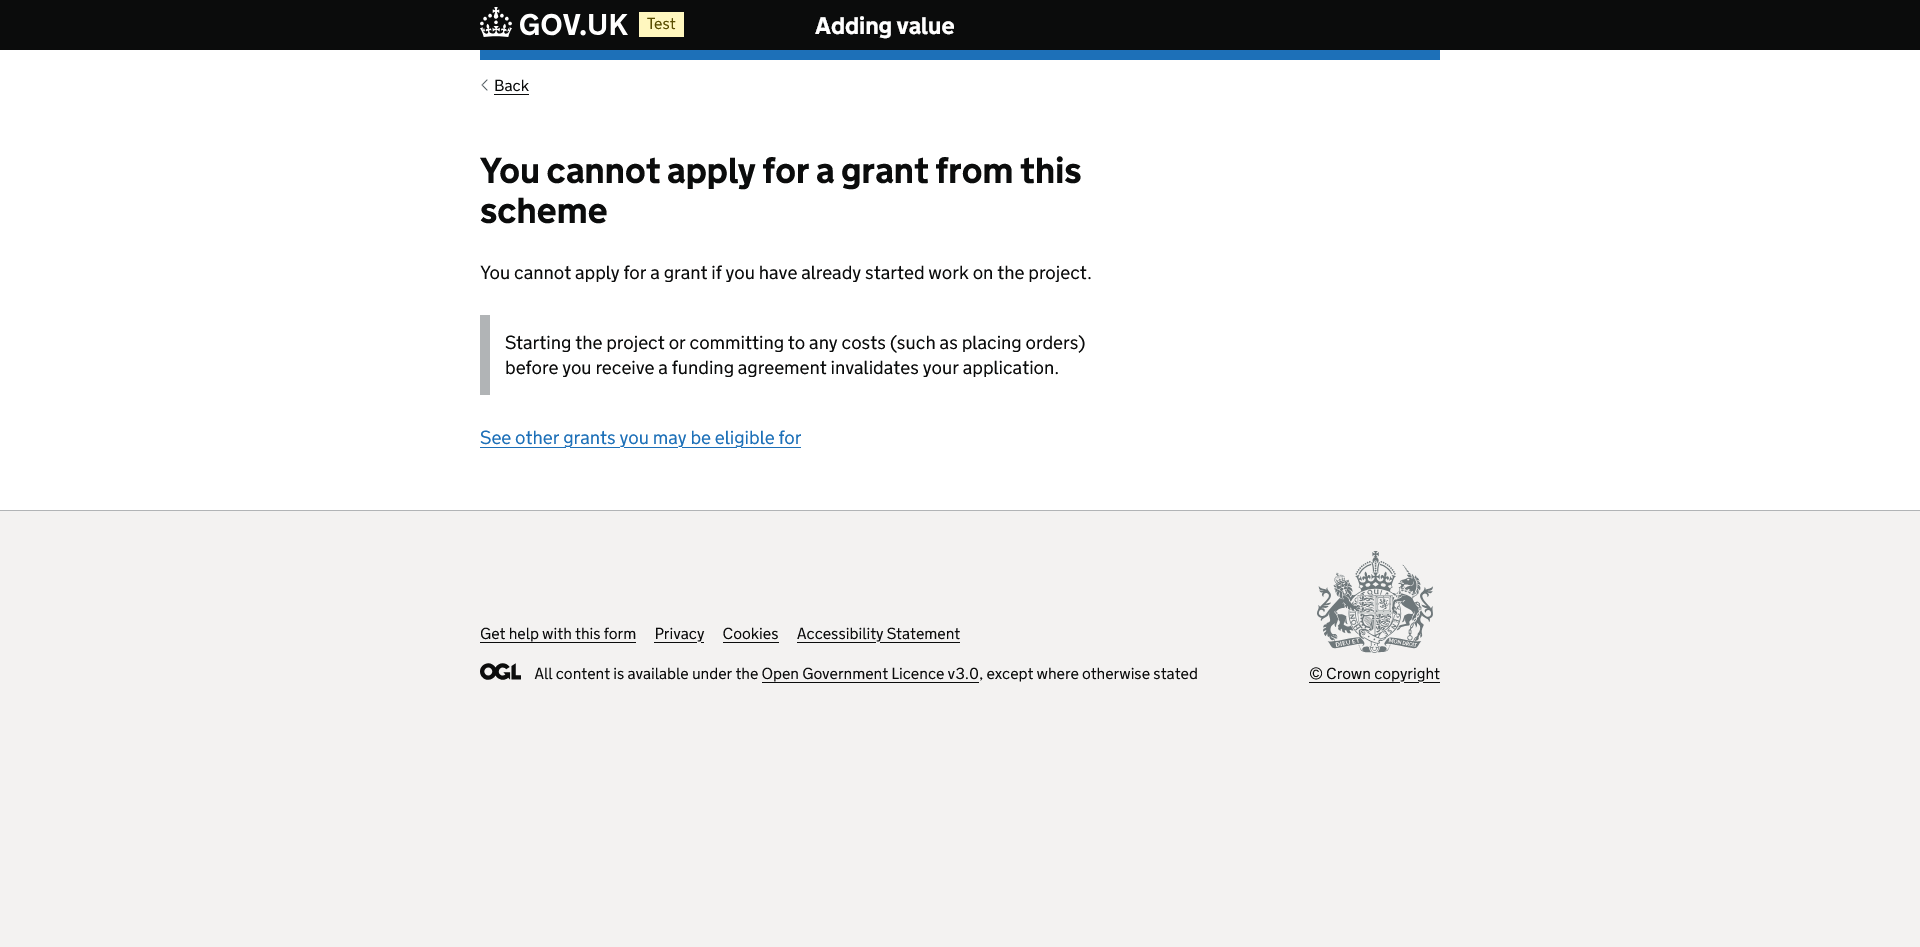 GOV.UK Test Adding value
Back
You cannot apply for a grant from this
scheme
You cannot apply for a grant if you have already started work on the project.
Starting the project or committing to any costs (such as placing orders)
before you receive a funding agreement invalidates your application.
See other grants you may be eligible for
Get help with this form Privacy Cookies Accessibility Statement
OGL All content is available under the Open Government Licence v3.0, except where otherwise stated
© Crown copyright